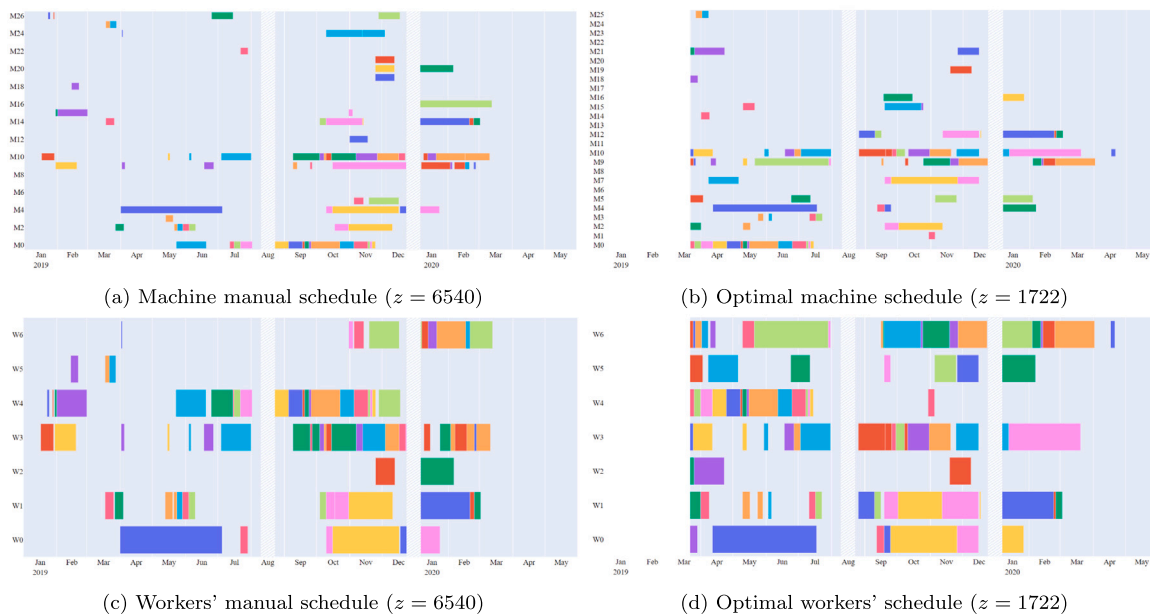 M26
M24
M22
M20
M18
M16
M14
M12
M10
M8
M6
M4
M2
M0
Jan Feb Mar Apr May Jun Jul Aug Sep Oct Nov Dec Jan Feb Mar Apr May
2019 2020
(a) Machine manual schedule (z = 6540)
M25
M24
M23
M22
M21
M20
M19
M18
M17
M16
M15
M14
M13
M12
M11
M10
M9
M8
M7
M6
M5
M4
M3
M2
M1
M0
Jan Feb Mar Apr May Jun Jul Aug Sep Oct Nov Dec Jan Feb Mar Apr May
2019 2020
(b) Optimal machine schedule (z = 1722)
W6
W5
W4
W3
W2
W1
W0
Jan Feb Mar Apr May Jun Jul Aug Sep Oct Nov Dec Jan Feb Mar Apr May
2019 2020
(c) Workers' manual schedule (z = 6540)
W6
W5
W4
W3
W2
W1
W0
Jan Feb Mar Apr May Jun Jul Aug Sep Oct Nov Dec Jan Feb Mar Apr May
2019 2020
(d) Optimal workers' schedule (z = 1722)